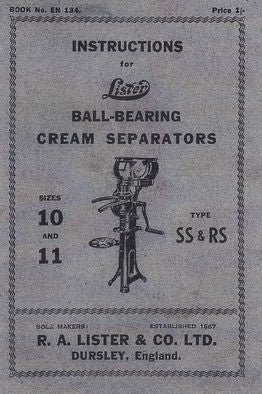 BOOK No. EN 134.    Price 1/-
INSTRUCTIONS
for
Lister
BALL-BEARING
CREAM SEPARATORS
SIZES
10
AND
11
TYPE
SS & RS
SOLE MAKERS:    ESTABLISHED 1867
R. A. LISTER & CO. LTD.
DURSLEY, England.